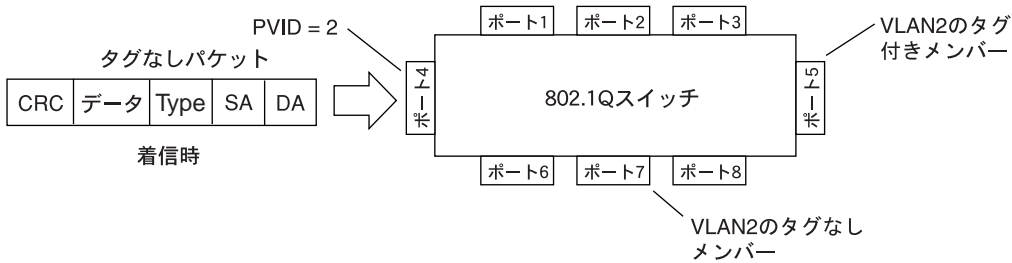 PVID = 2
タグなしパケット
CRC データ Type SA DA
着信時
ポート1 ポート2 ポート3
ポート4
802.1Qスイッチ
ポート5
ポート6 ポート7 ポート8
VLAN2のタグ
付きメンバー
VLAN2のタグなし
メンバー